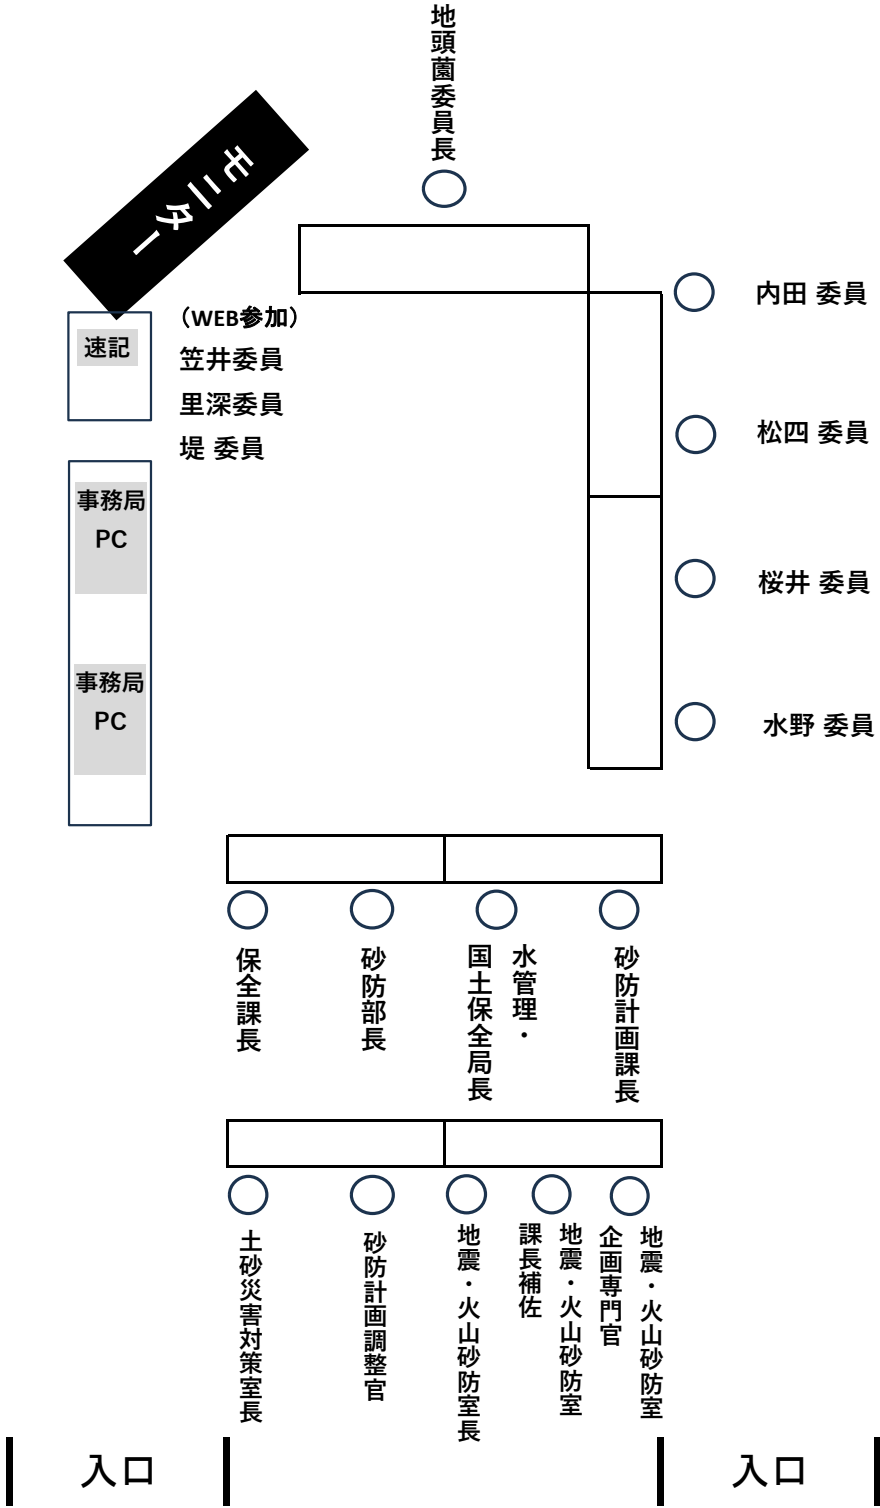 地頭薗委員長
モニター
内田 委員
(WEB参加)
速記
笠井委員
里深委員
松四 委員
堤 委員
事務局
PC
桜井 委員
事務局
PC
水野 委員
保全課長
砂防部長
水管理・
国土保全局長
砂防計画課長
土砂災害対策室長
砂防計画調整官
地震・火山砂防室長
地震・火山砂防室
課長補佐
地震・火山砂防室
企画専門官
入口
入口